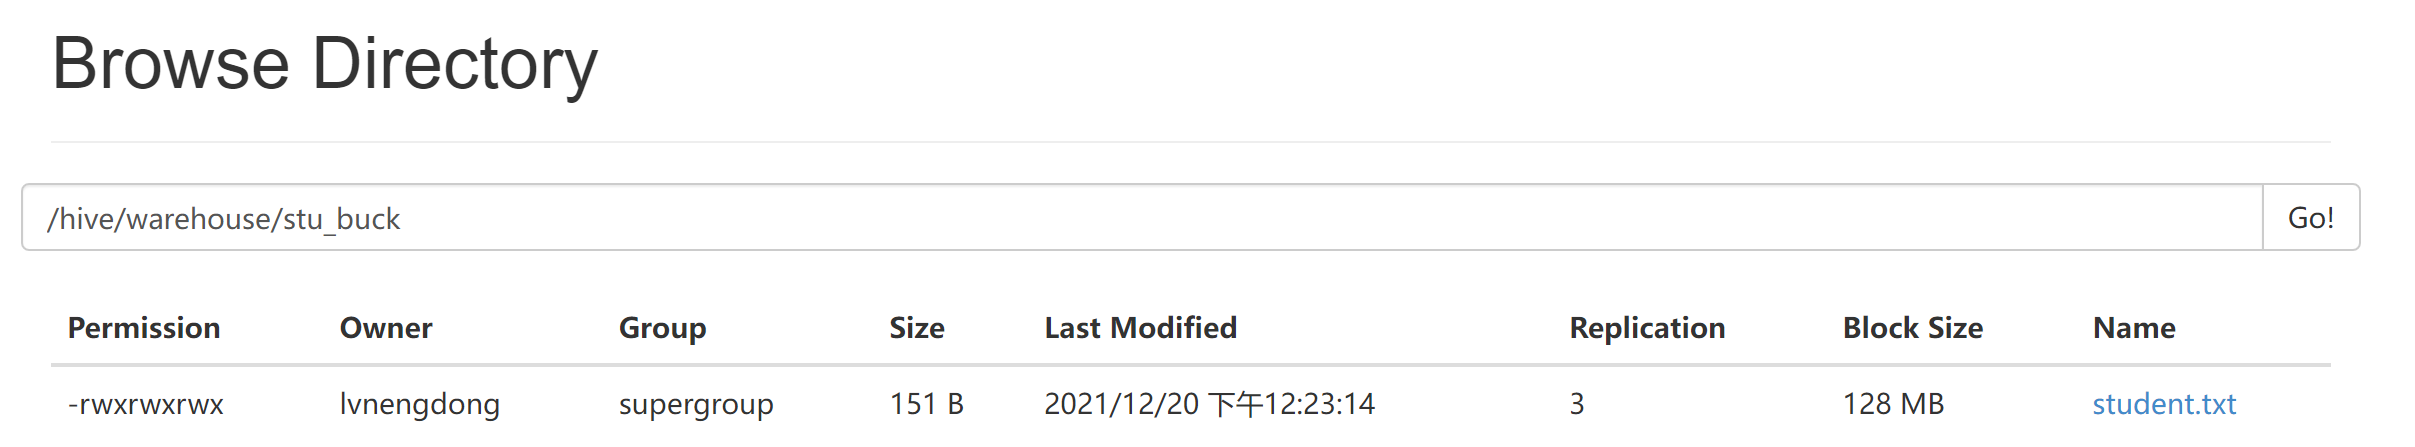 Browse Directory
/hive/warehouse/stu_buck Go!
Permission Owner Group Size Last Modified Replication Block Size Name
-rwxrwxrwx lvnengdong supergroup 151 B 2021/12/20 下午12:23:14 3 128 MB student.txt